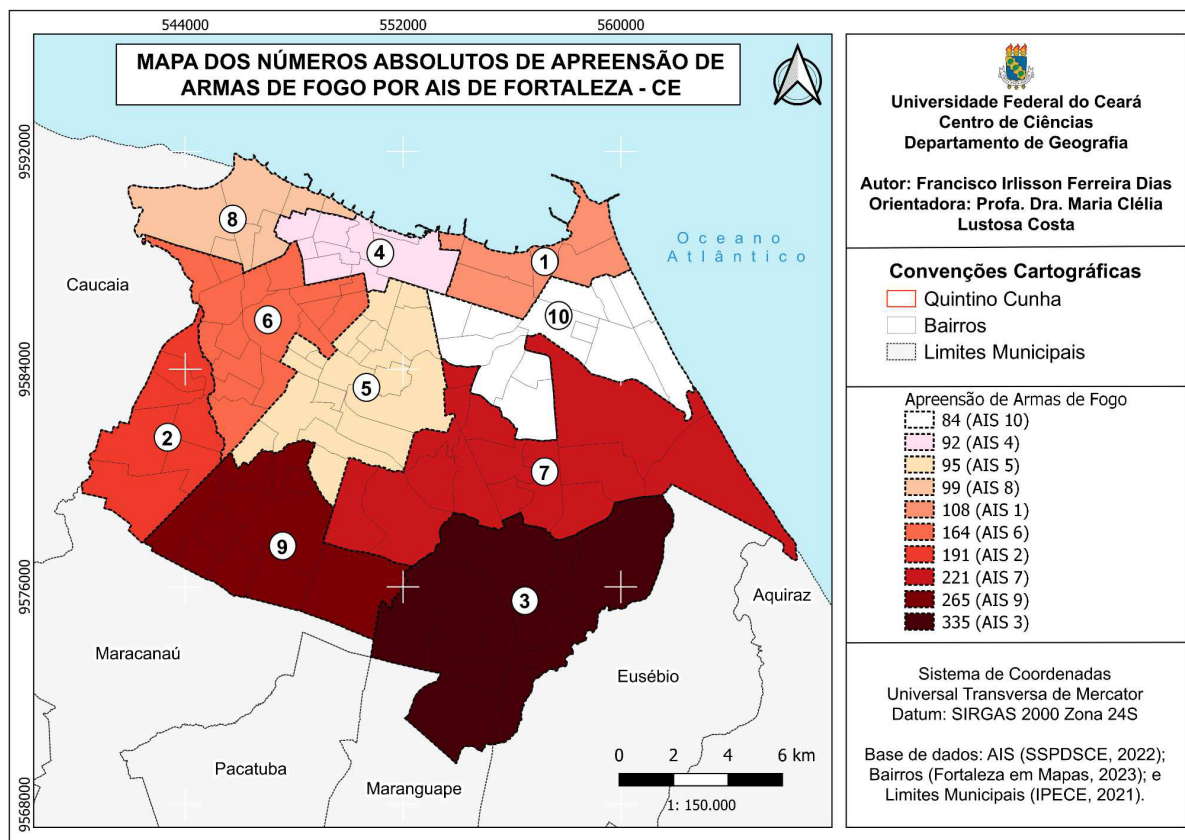 544000
552000
560000
MAPA DOS NÚMEROS ABSOLUTOS DE APREENSÃO DE
ARMAS DE FOGO POR AIS DE FORTALEZA - CE
9592000
9584000
9576000
9568000
8
4
1
Oceano
Atlântico
Caucaia
6
10
5
2
7
9
3
Aquiraz
Maracanaú
Eusébio
Pacatuba
Maranguape
0 2 4 6 km
1: 150.000
Universidade Federal do Ceará
Centro de Ciências
Departamento de Geografia
Autor: Francisco Irlisson Ferreira Dias
Orientadora: Profa. Dra. Maria Clélia
Lustosa Costa
Convenções Cartográficas
Quintino Cunha
Bairros
Limites Municipais
Apreensão de Armas de Fogo
84 (AIS 10)
92 (AIS 4)
95 (AIS 5)
99 (AIS 8)
108 (AIS 1)
164 (AIS 6)
191 (AIS 2)
221 (AIS 7)
265 (AIS 9)
335 (AIS 3)
Sistema de Coordenadas
Universal Transversa de Mercator
Datum: SIRGAS 2000 Zona 24S
Base de dados: AIS (SSPDSCE, 2022);
Bairros (Fortaleza em Mapas, 2023); e
Limites Municipais (IPECE, 2021).